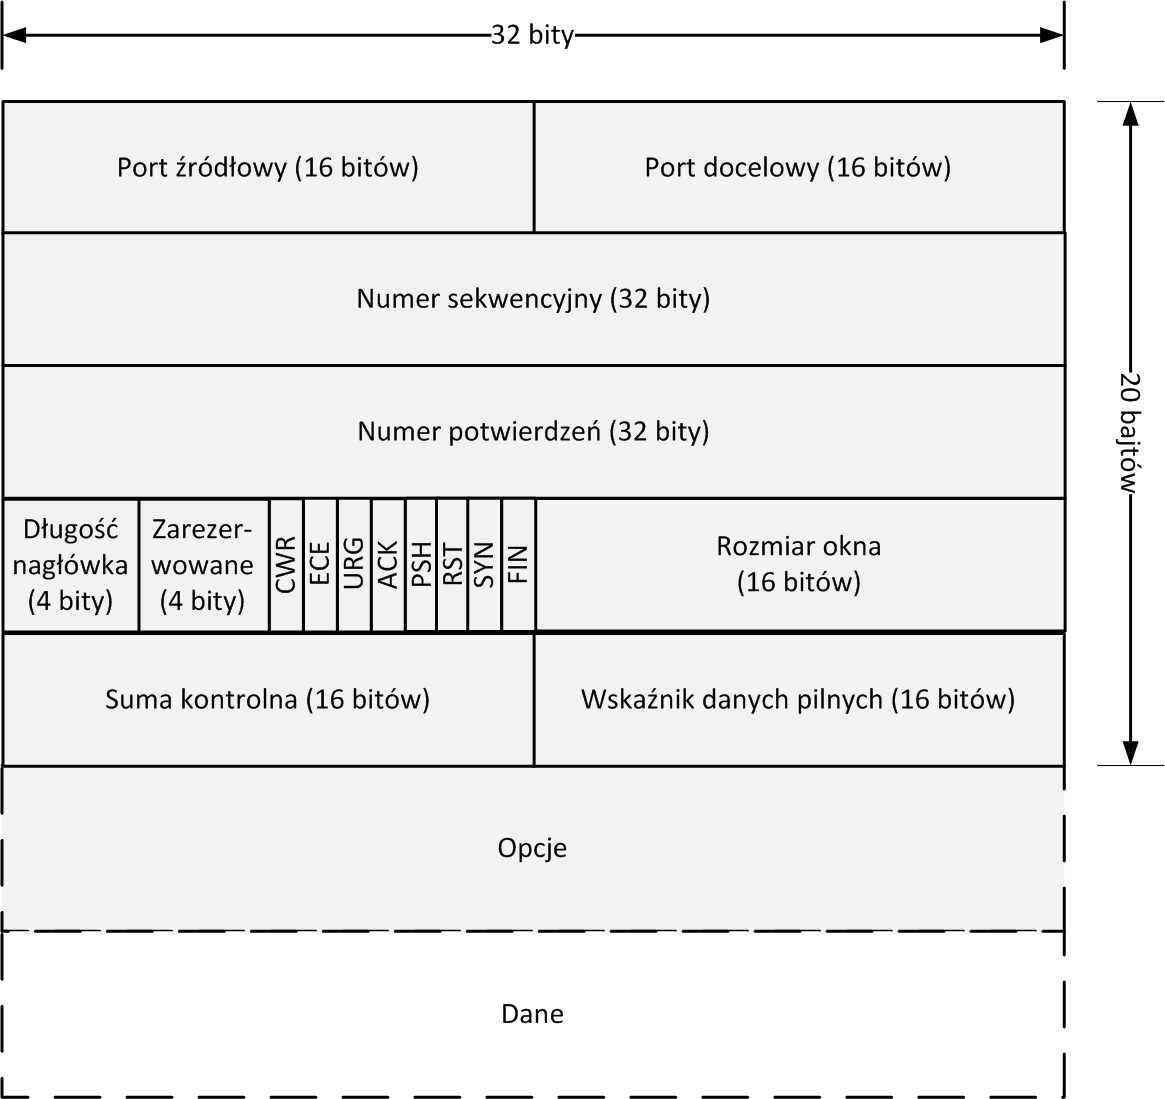 32 bity
Port źródłowy (16 bitów)
Port docelowy (16 bitów)
Numer sekwencyjny (32 bity)
Numer potwierdzeń (32 bity)
20 bajtów
Długość
nagłówka
(4 bity)
Zarezer-
wowane
(4 bity)
CWR
ECE
URG
ACK
PSH
RST
SYN
FIN
Rozmiar okna
(16 bitów)
Suma kontrolna (16 bitów)
Wskaźnik danych pilnych (16 bitów)
Opcje
Dane